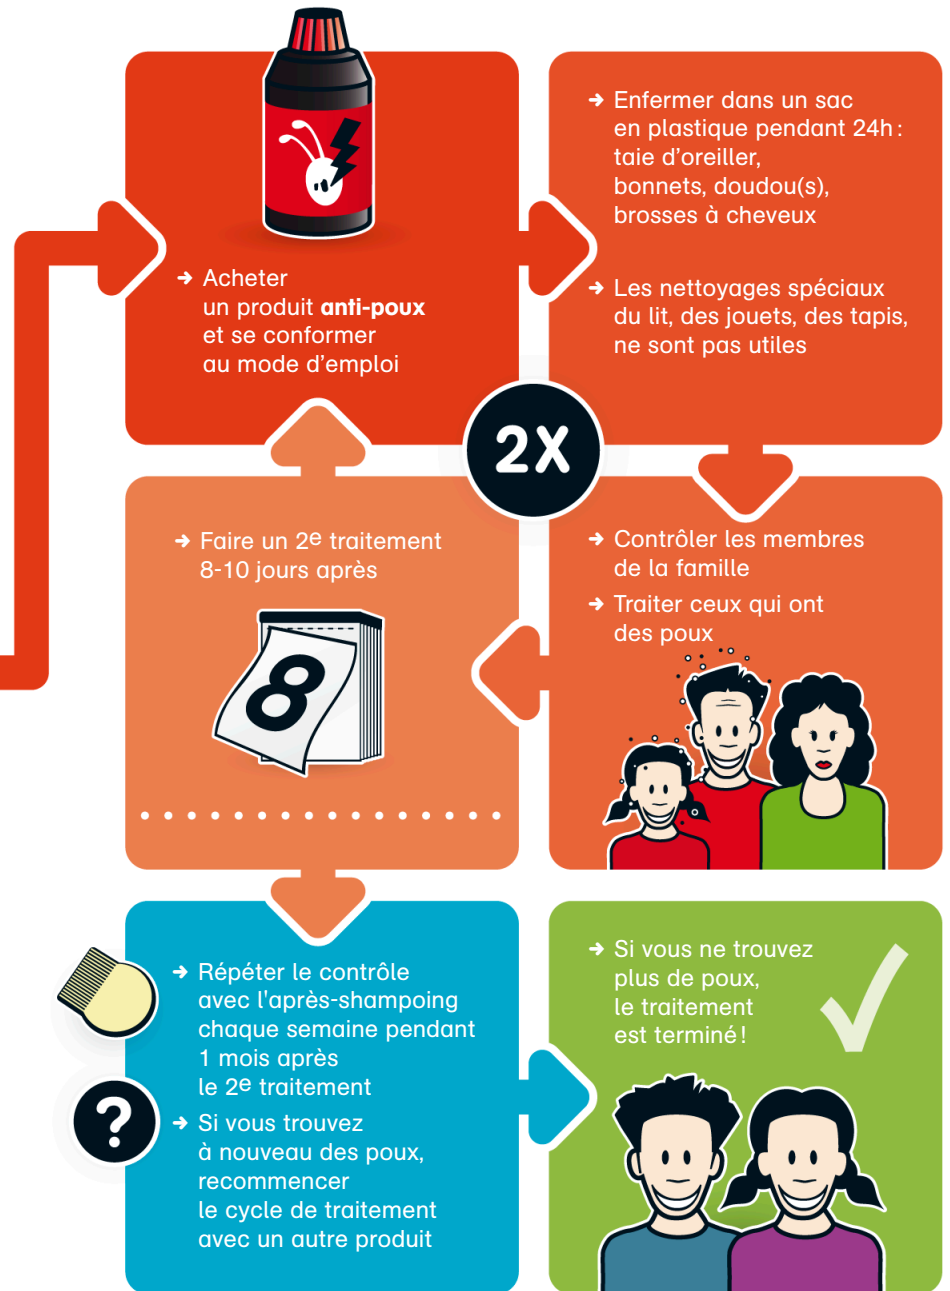 → Acheter
un produit anti-poux
et se conformer
au mode d'emploi
→ Enfermer dans un sac
en plastique pendant 24h :
taie d'oreiller,
bonnets, doudou(s),
brosses à cheveux
→ Les nettoyages spéciaux
du lit, des jouets, des tapis,
ne sont pas utiles
2X
→ Contrôler les membres
de la famille
→ Traiter ceux qui ont
des poux
→ Faire un 2e traitement
8-10 jours après
8
→ Répéter le contrôle
avec l'après-shampoing
chaque semaine pendant
1 mois après
le 2e traitement
?
→ Si vous trouvez
à nouveau des poux,
recommencer
le cycle de traitement
avec un autre produit
→ Si vous ne trouvez
plus de poux,
le traitement
est terminé !